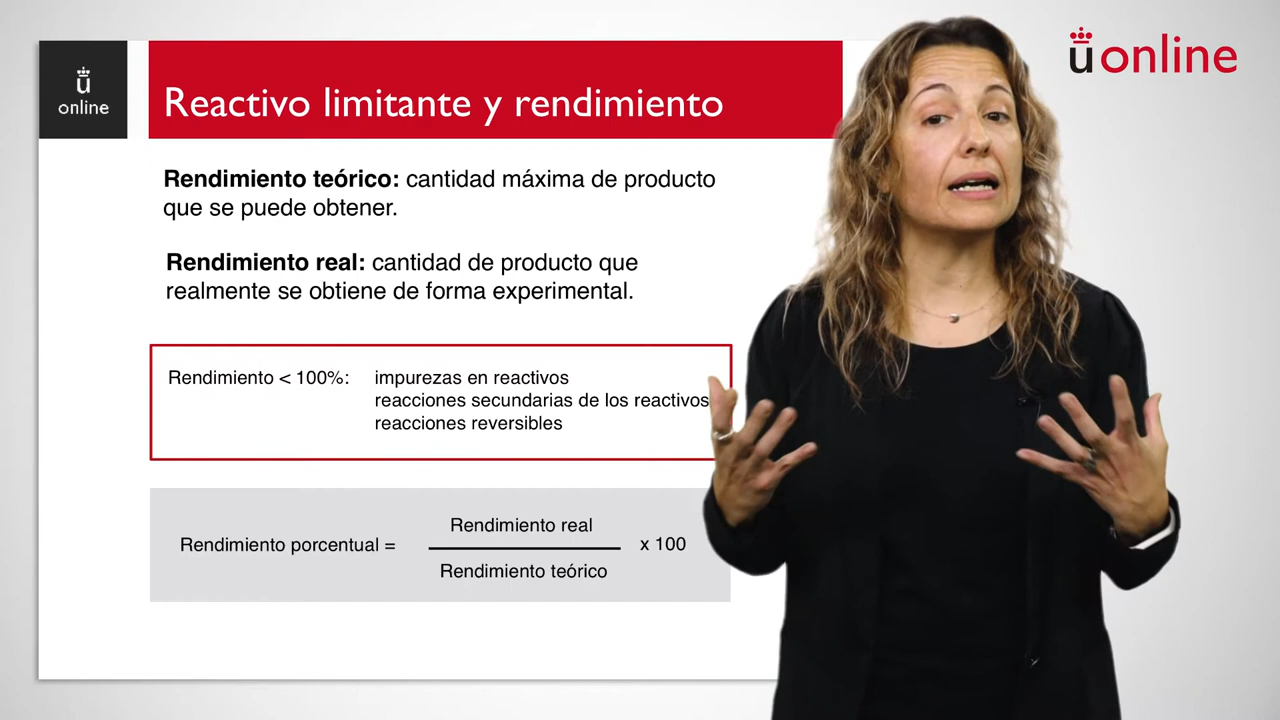 ü online
ü
online
Reactivo limitante y rendimiento
Rendimiento teórico: cantidad máxima de producto
que se puede obtener.
Rendimiento real: cantidad de producto que
realmente se obtiene de forma experimental.
Rendimiento < 100%: impurezas en reactivos
reacciones secundarias de los reactivos
reacciones reversibles
Rendimiento real
Rendimiento porcentual = x 100
Rendimiento teórico